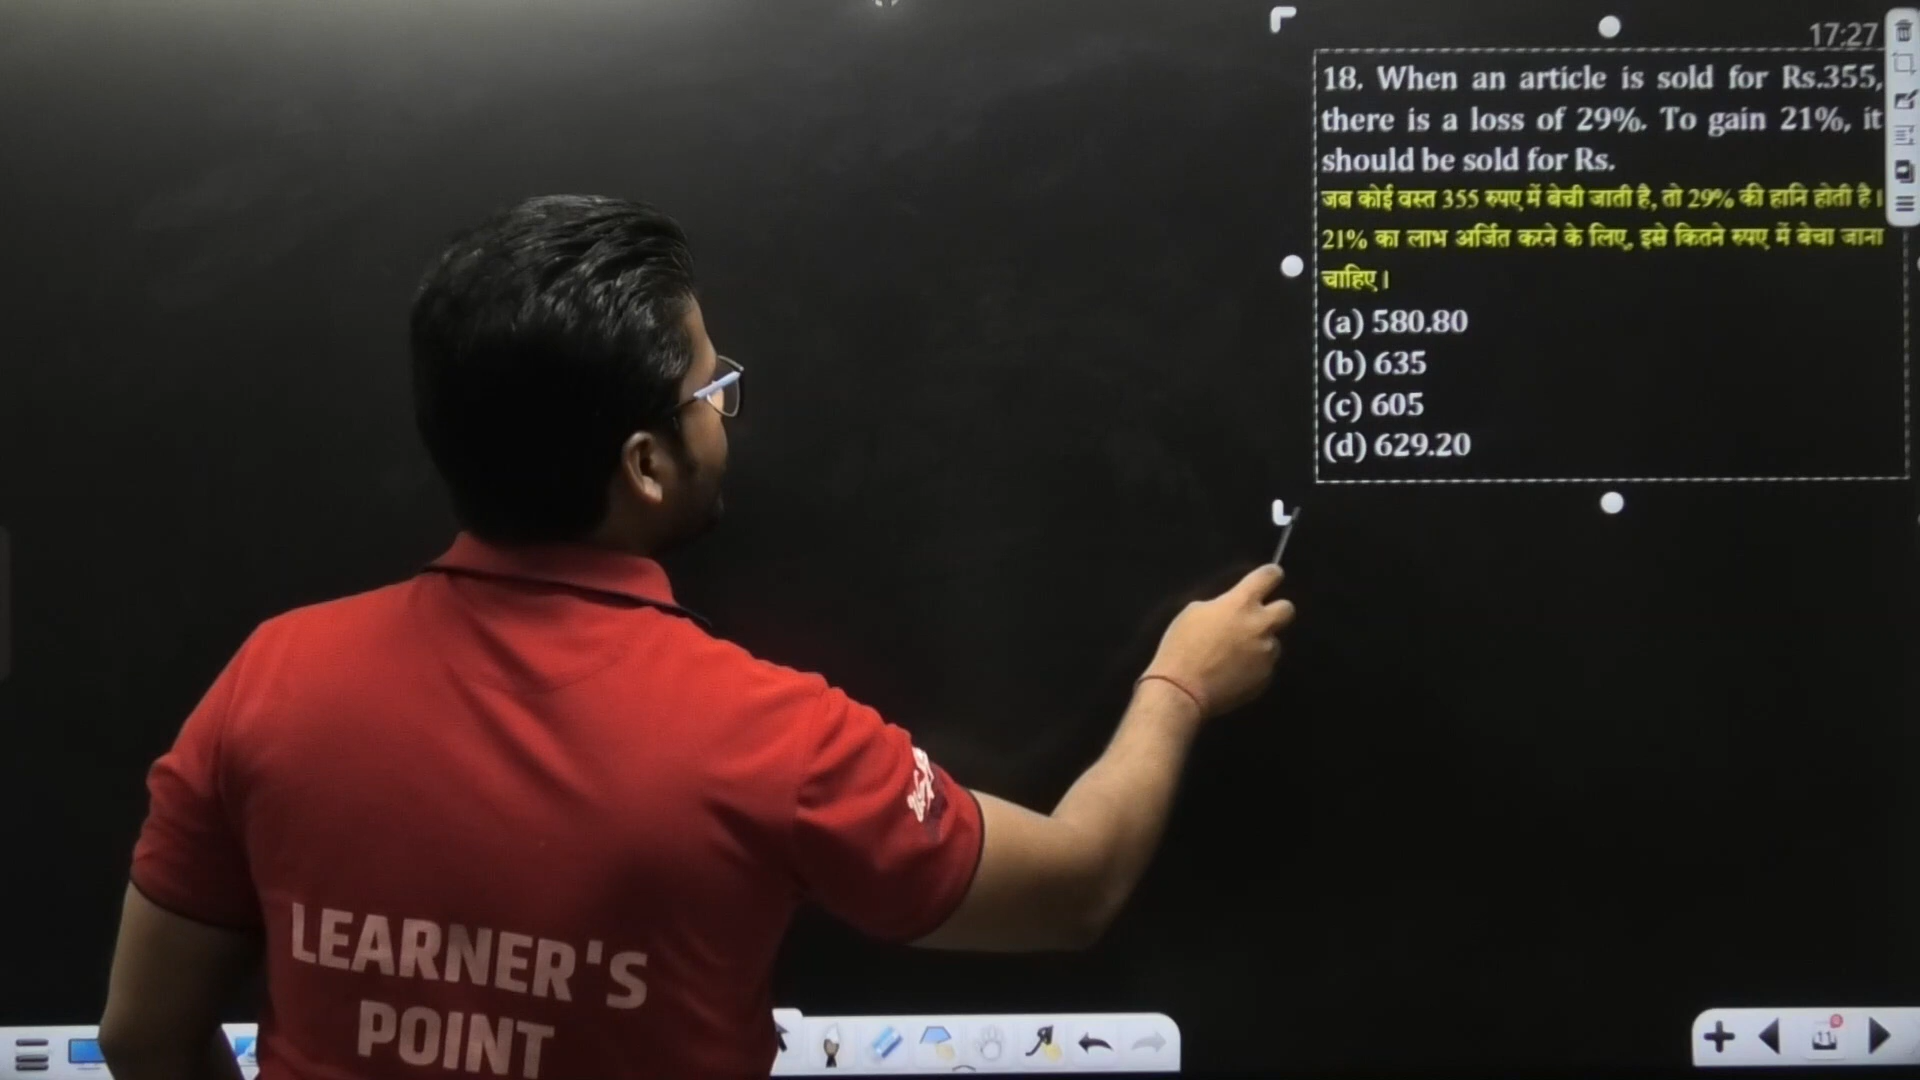 17:27
18. When an article is sold for Rs.355,
there is a loss of 29%. To gain 21%, it
should be sold for Rs.
जब कोई वस्त 355 रुपए में बेची जाती है, तो 29% की हानि होती है।
21% का लाभ अर्जित करने के लिए, इसे कितने रुपए में बेचा जाना
चाहिए।
(a) 580.80
(b) 635
(c) 605
(d) 629.20
LEARNER'S
POINT
11